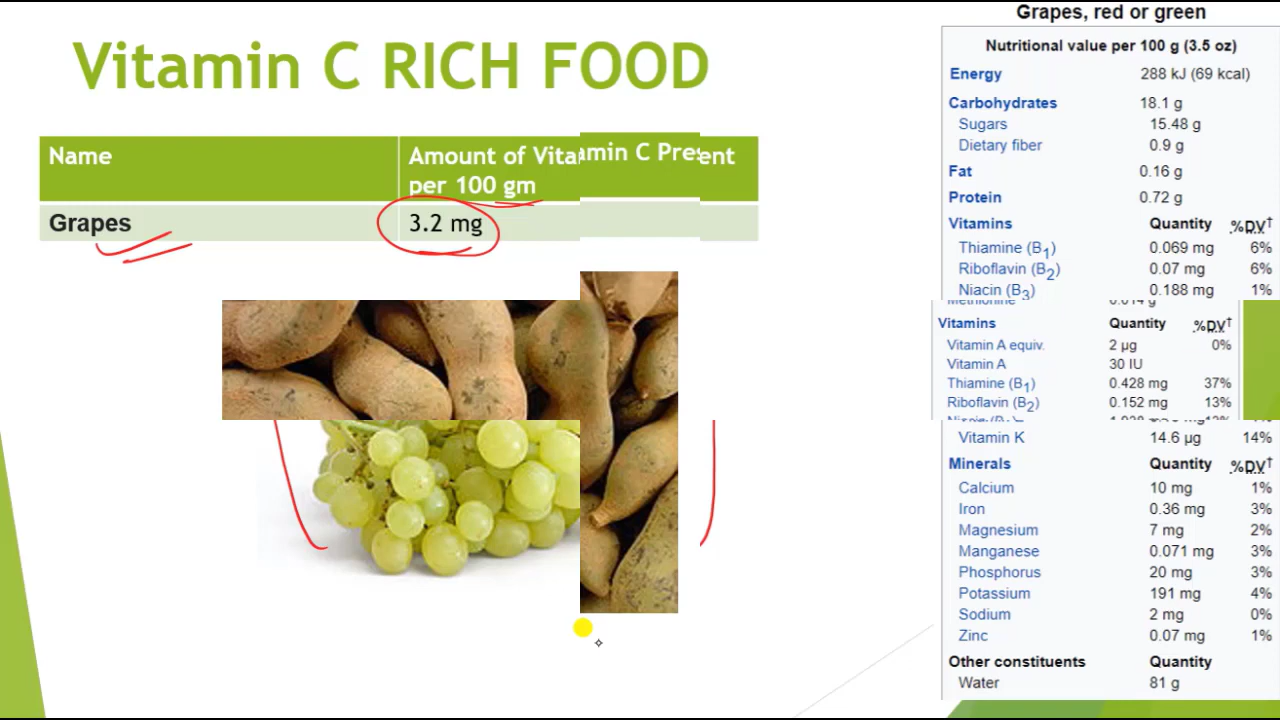 Grapes, red or green
Vitamin C RICH FOOD
Nutritional value per 100 g (3.5 oz)
Energy 288 kJ (69 kcal)
Carbohydrates 18.1 g
Sugars 15.48 g
Dietary fiber 0.9 g
Fat 0.16 g
Protein 0.72 g
Vitamins Quantity %DV†
Thiamine (B1) 0.069 mg 6%
Riboflavin (B2) 0.07 mg 6%
Niacin (B3) 0.188 mg 1%
Name Amount of Vitamin C Present
per 100 gm
Grapes 3.2 mg
Vitamins Quantity %DV†
Vitamin A equiv. 2 μg 0%
Vitamin A 30 IU
Thiamine (B1) 0.428 mg 37%
Riboflavin (B2) 0.152 mg 13%
Vitamin K 14.6 μg 14%
Minerals Quantity %DV†
Calcium 10 mg 1%
Iron 0.36 mg 3%
Magnesium 7 mg 2%
Manganese 0.071 mg 3%
Phosphorus 20 mg 3%
Potassium 191 mg 4%
Sodium 2 mg 0%
Zinc 0.07 mg 1%
Other constituents Quantity
Water 81 g